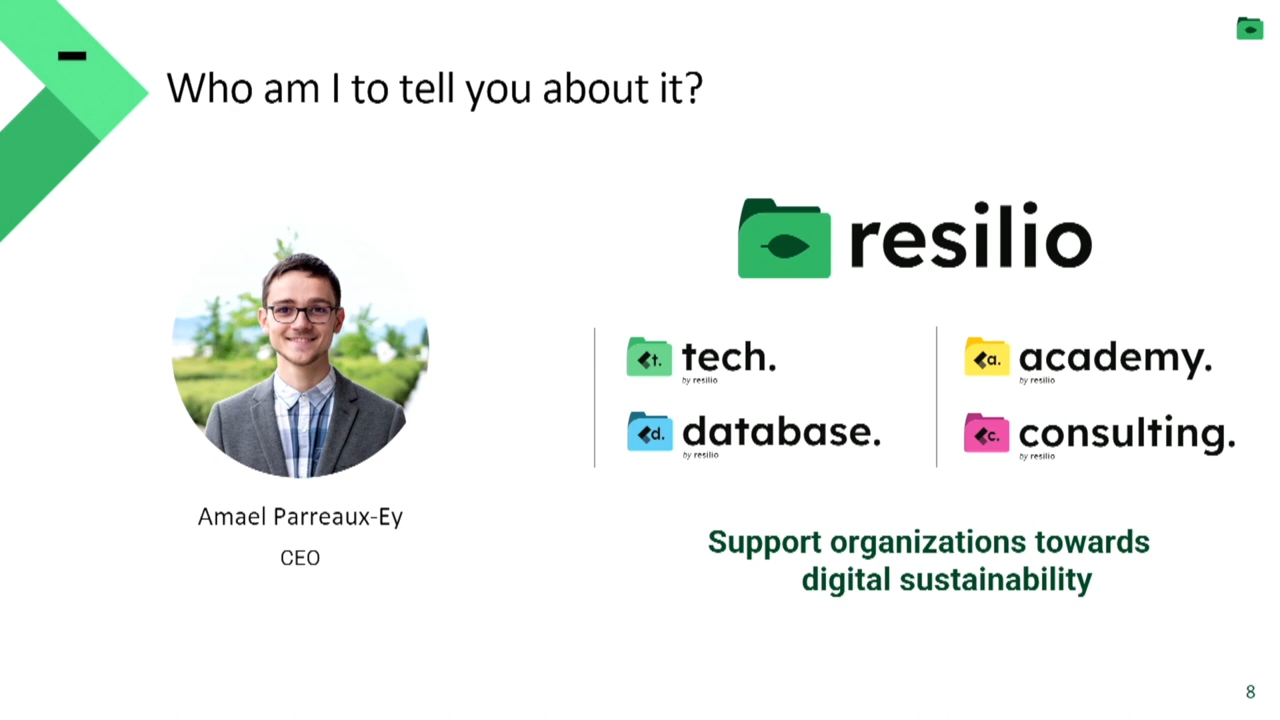 Who am I to tell you about it?
resilio
t. tech.
by resilio
a. academy.
by resilio
d. database.
by resilio
c. consulting.
by resilio
Amael Parreaux-Ey
CEO
Support organizations towards
digital sustainability
8